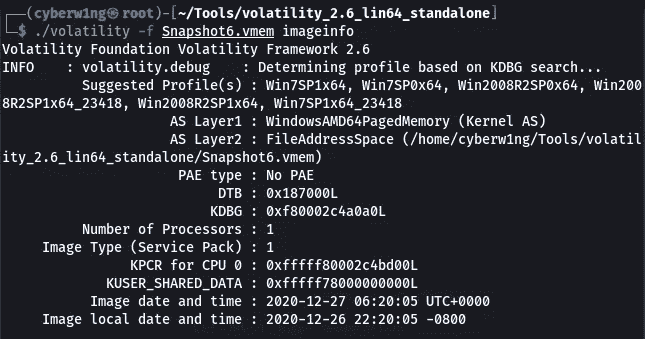 (cyberw1ng㉿root)-[~/Tools/volatility_2.6_lin64_standalone]
$ ./volatility -f Snapshot6.vmem imageinfo
Volatility Foundation Volatility Framework 2.6
INFO    : volatility.debug    : Determining profile based on KDBG search...
Suggested Profile(s) : Win7SP1x64, Win7SP0x64, Win2008R2SP0x64, Win200
8R2SP1x64_23418, Win2008R2SP1x64, Win7SP1x64_23418
AS Layer1 : WindowsAMD64PagedMemory (Kernel AS)
AS Layer2 : FileAddressSpace (/home/cyberw1ng/Tools/volatil
ity_2.6_lin64_standalone/Snapshot6.vmem)
PAE type : No PAE
DTB : 0x187000L
KDBG : 0xf80002c4a0a0L
Number of Processors : 1
Image Type (Service Pack) : 1
KPCR for CPU 0 : 0xfffff80002c4bd00L
KUSER_SHARED_DATA : 0xfffff78000000000L
Image date and time : 2020-12-27 06:20:05 UTC+0000
Image local date and time : 2020-12-26 22:20:05 -0800